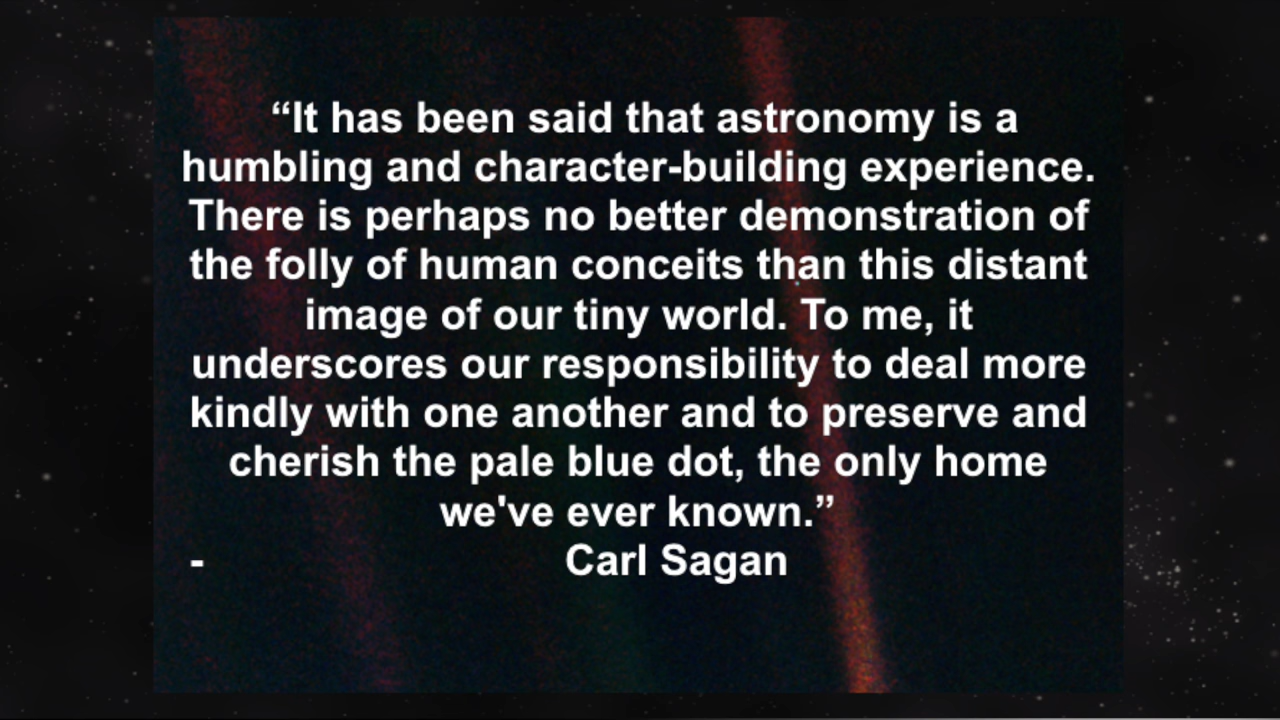 “It has been said that astronomy is a
humbling and character-building experience.
There is perhaps no better demonstration of
the folly of human conceits than this distant
image of our tiny world. To me, it
underscores our responsibility to deal more
kindly with one another and to preserve and
cherish the pale blue dot, the only home
we've ever known.”
- Carl Sagan